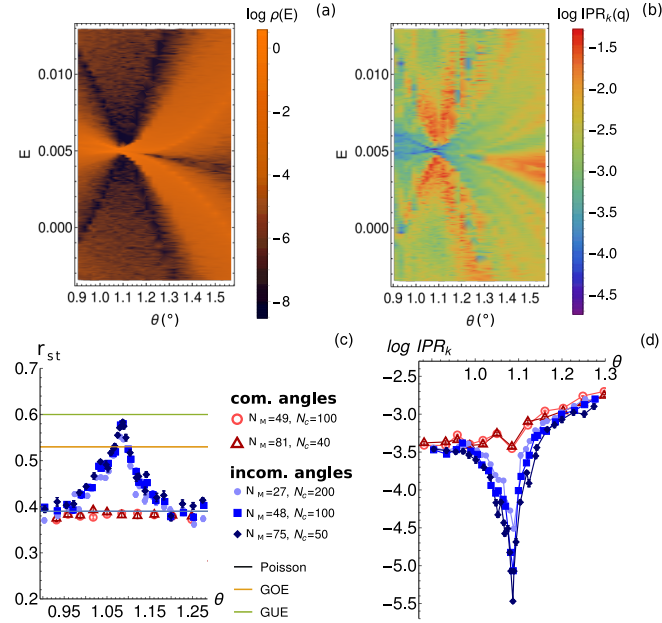 log ρ(E) (a)
0
-2
-4
-6
-8
0.010
0.005
0.000
E
0.9 1.0 1.1 1.2 1.3 1.4 1.5
θ(°)
log IPRk(q)
(b)
-1.5
-2.0
-2.5
-3.0
-3.5
-4.0
-4.5
0.010
0.005
0.000
E
0.9 1.0 1.1 1.2 1.3 1.4 1.5
θ(°)
rst (c)
0.7
0.6
0.5
0.4
0.3
0.2
0.95 1.05 1.15 1.25 θ
com. angles
NM=49, Nc=100
NM=81, Nc=40
incom. angles
NM=27, Nc=200
NM=48, Nc=100
NM=75, Nc=50
Poisson
GOE
GUE
log IPRk (d)
θ
1.0 1.1 1.2 1.3
-2.5
-3.0
-3.5
-4.0
-4.5
-5.0
-5.5